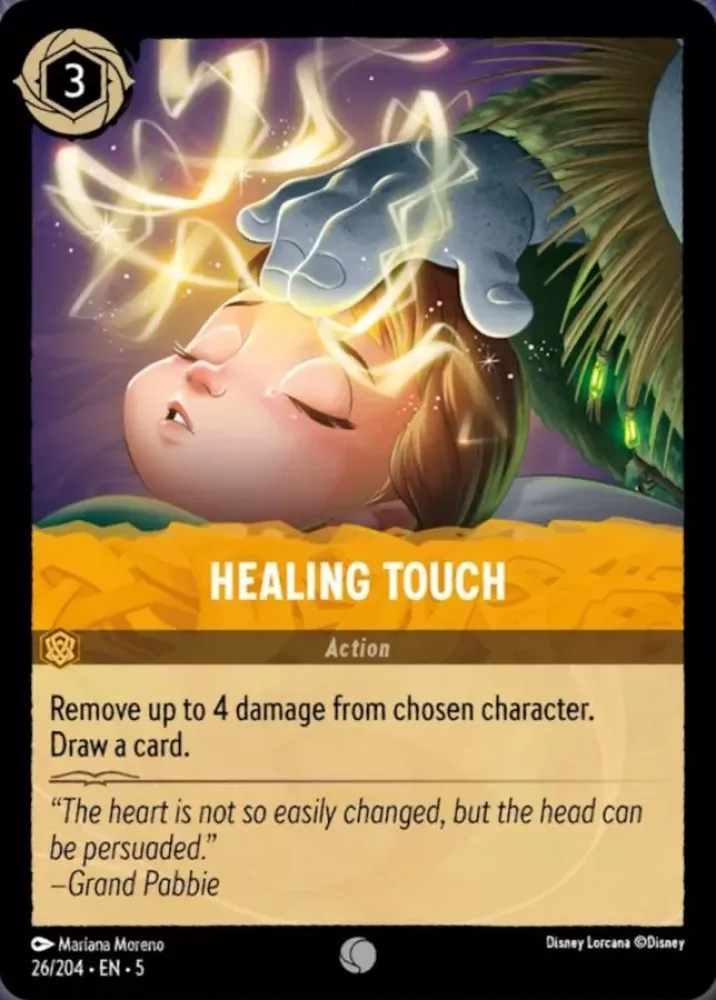 3
HEALING TOUCH
Action
Remove up to 4 damage from chosen character.
Draw a card.
“The heart is not so easily changed, but the head can
be persuaded.”
–Grand Pabbie
Mariana Moreno
Disney Lorcana ©Disney
26/204 • EN • 5